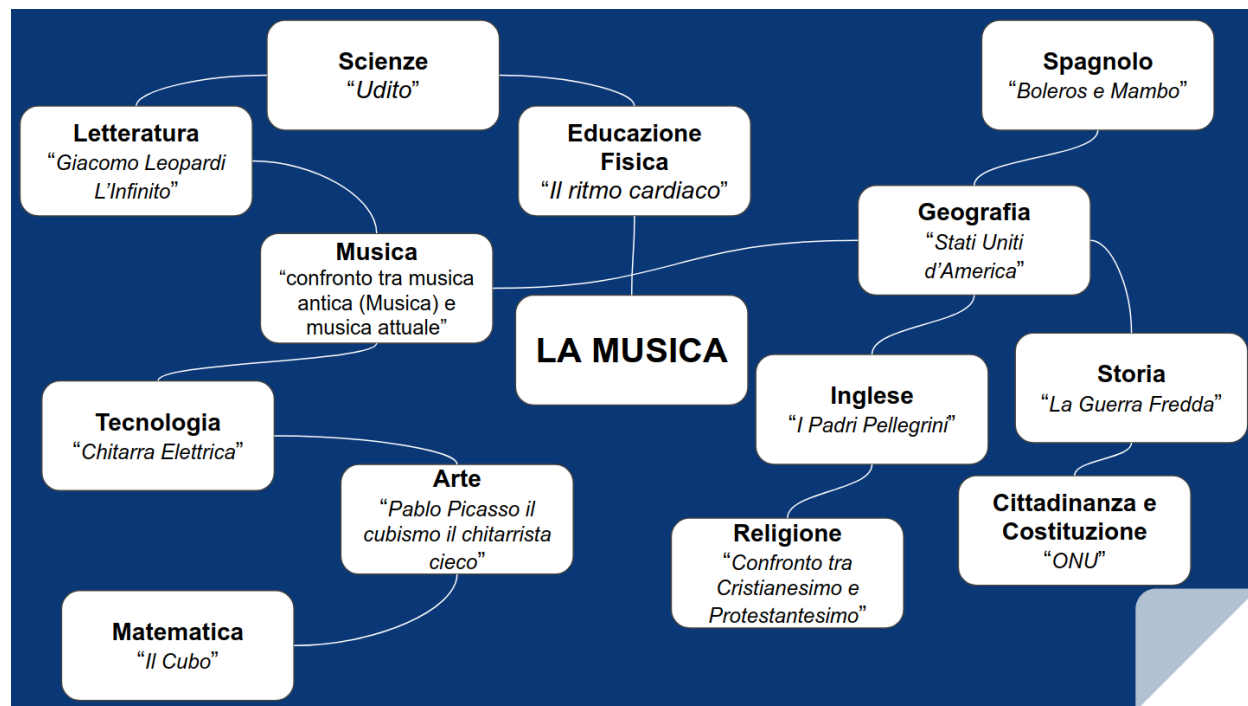 Scienze
“Udito”
Spagnolo
“Boleros e Mambo”
Letteratura
“Giacomo Leopardi
L’Infinito”
Educazione
Fisica
“Il ritmo cardiaco”
Geografia
“Stati Uniti
d’America”
Musica
“confronto tra musica
antica (Musica) e
musica attuale”
LA MUSICA
Inglese
“I Padri Pellegrini”
Storia
“La Guerra Fredda”
Tecnologia
“Chitarra Elettrica”
Arte
“Pablo Picasso il
cubismo il chitarrista
cieco”
Cittadinanza e
Costituzione
“ONU”
Religione
“Confronto tra
Cristianesimo e
Protestantesimo”
Matematica
“Il Cubo”